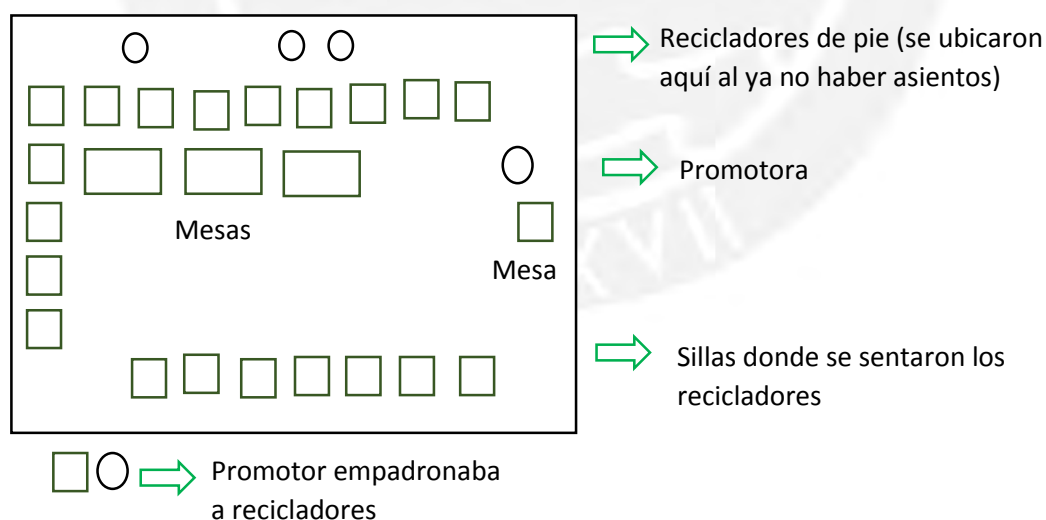 Recicladores de pie (se ubicaron
aquí al ya no haber asientos)
Promotora
Mesas
Mesa
Sillas donde se sentaron los
recicladores
Promotor empadronaba
a recicladores